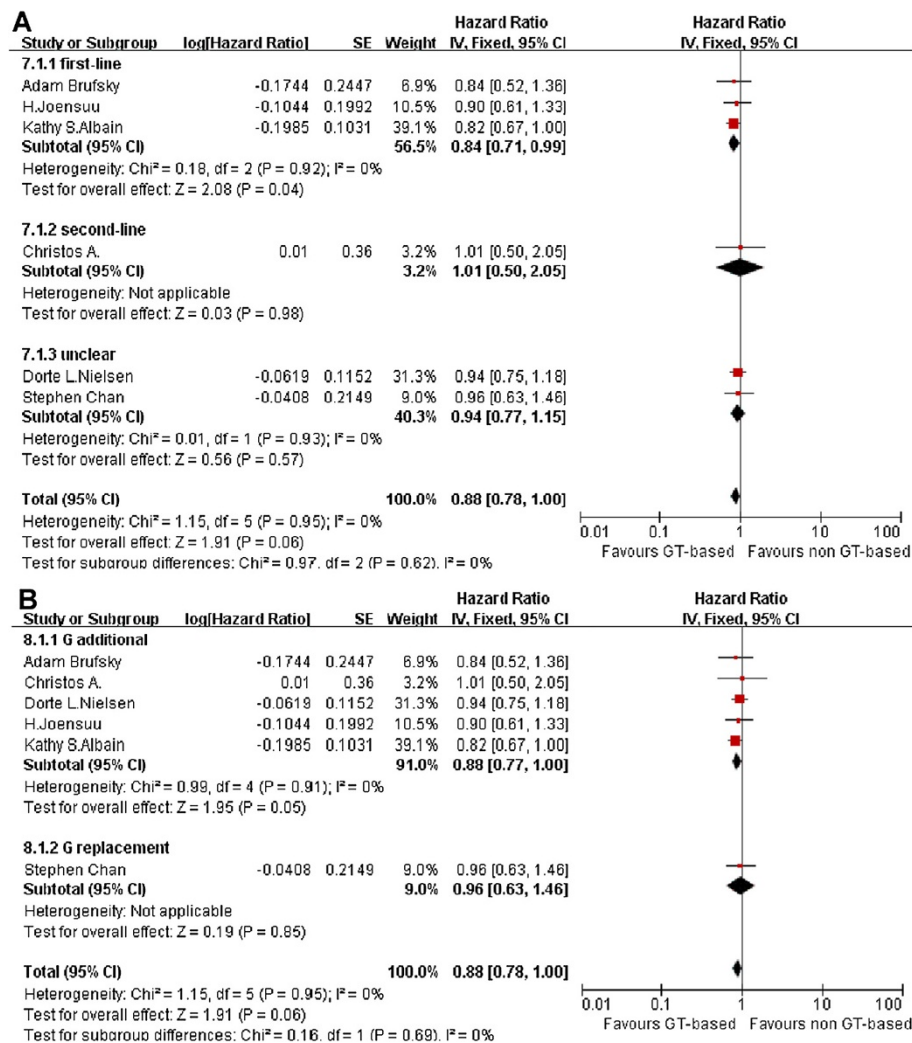 A
Hazard Ratio Hazard Ratio
Study or Subgroup log[Hazard Ratio] SE Weight IV, Fixed, 95% CI IV, Fixed, 95% CI
7.1.1 first-line
Adam Brufsky -0.1744 0.2447 6.9% 0.84 [0.52, 1.36]
H.Joensuu -0.1044 0.1992 10.5% 0.90 [0.61, 1.33]
Kathy S.Albain -0.1985 0.1031 39.1% 0.82 [0.67, 1.00]
Subtotal (95% CI) 56.5% 0.84 [0.71, 0.99]
Heterogeneity: Chi² = 0.18, df = 2 (P = 0.92); I² = 0%
Test for overall effect: Z = 2.08 (P = 0.04)
7.1.2 second-line
Christos A. 0.01 0.36 3.2% 1.01 [0.50, 2.05]
Subtotal (95% CI) 3.2% 1.01 [0.50, 2.05]
Heterogeneity: Not applicable
Test for overall effect: Z = 0.03 (P = 0.98)
7.1.3 unclear
Dorte L.Nielsen -0.0619 0.1152 31.3% 0.94 [0.75, 1.18]
Stephen Chan -0.0408 0.2149 9.0% 0.96 [0.63, 1.46]
Subtotal (95% CI) 40.3% 0.94 [0.77, 1.15]
Heterogeneity: Chi² = 0.01, df = 1 (P = 0.93); I² = 0%
Test for overall effect: Z = 0.56 (P = 0.57)
Total (95% CI) 100.0% 0.88 [0.78, 1.00]
Heterogeneity: Chi² = 1.15, df = 5 (P = 0.95); I² = 0%
Test for overall effect: Z = 1.91 (P = 0.06)
Test for subgroup differences: Chi² = 0.97, df = 2 (P = 0.62), I² = 0%
0.01 0.1 1 10 100
Favours GT-based Favours non GT-based
B
Hazard Ratio Hazard Ratio
Study or Subgroup log[Hazard Ratio] SE Weight IV, Fixed, 95% CI IV, Fixed, 95% CI
8.1.1 G additional
Adam Brufsky -0.1744 0.2447 6.9% 0.84 [0.52, 1.36]
Christos A. 0.01 0.36 3.2% 1.01 [0.50, 2.05]
Dorte L.Nielsen -0.0619 0.1152 31.3% 0.94 [0.75, 1.18]
H.Joensuu -0.1044 0.1992 10.5% 0.90 [0.61, 1.33]
Kathy S.Albain -0.1985 0.1031 39.1% 0.82 [0.67, 1.00]
Subtotal (95% CI) 91.0% 0.88 [0.77, 1.00]
Heterogeneity: Chi² = 0.99, df = 4 (P = 0.91); I² = 0%
Test for overall effect: Z = 1.95 (P = 0.05)
8.1.2 G replacement
Stephen Chan -0.0408 0.2149 9.0% 0.96 [0.63, 1.46]
Subtotal (95% CI) 9.0% 0.96 [0.63, 1.46]
Heterogeneity: Not applicable
Test for overall effect: Z = 0.19 (P = 0.85)
Total (95% CI) 100.0% 0.88 [0.78, 1.00]
Heterogeneity: Chi² = 1.15, df = 5 (P = 0.95); I² = 0%
Test for overall effect: Z = 1.91 (P = 0.06)
Test for subgroup differences: Chi² = 0.16, df = 1 (P = 0.69), I² = 0%
0.01 0.1 1 10 100
Favours GT-based Favours non GT-based